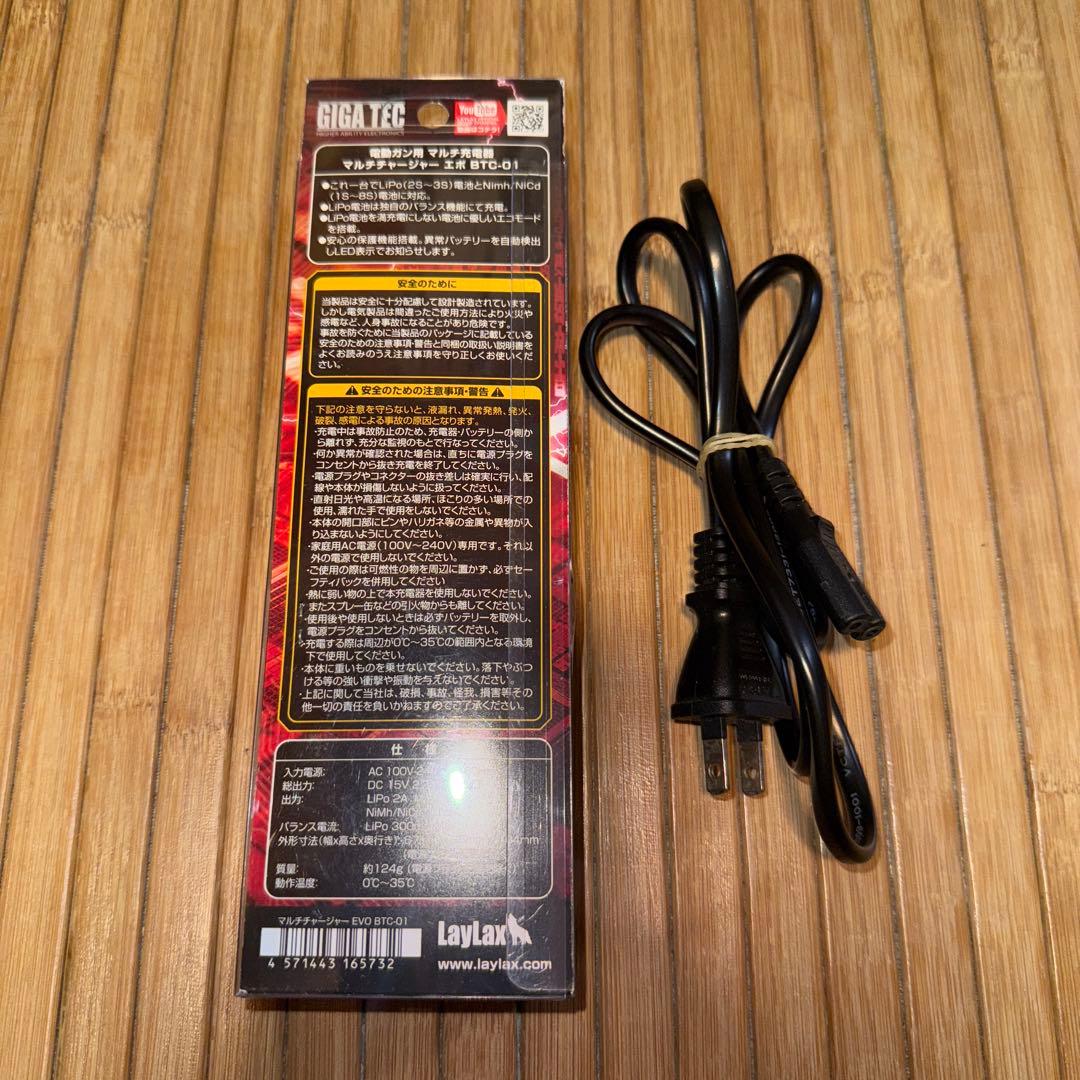 GIGA TEC
HIGHER ABILITY ELECTRONICS
YouTube
動画はコチラ!
電動ガン用 マルチ充電器
マルチチャージャー エボ BTC-01
●これ一台でLiPo(2S～3S)電池とNimh/NiCd
(1S～8S)電池に対応。
●LiPo電池は独自のバランス機能にて充電。
●LiPo電池を満充電にしない電池に優しいエコモード
を搭載。
●安心の保護機能搭載。異常バッテリーを自動検出
しLED表示でお知らせします。
安全のために
当製品は安全に十分配慮して設計製造されています。
しかし電気製品は間違ったご使用方法により火災や
感電など、人身事故になることがあり危険です。
事故を防ぐために当製品のパッケージに記載している
安全のための注意事項・警告と同梱の取扱い説明書を
よくお読みのうえ注意事項を守り正しくお使いくだ
さい。
安全のための注意事項・警告
下記の注意を守らないと、液漏れ、異常発熱、発火、
破裂、感電による事故の原因となります。
・充電中は事故防止のため、充電器・バッテリーの側か
ら離れず、充分な監視のもとで行なってください。
・何か異常が確認された場合は、直ちに電源プラグを
コンセントから抜き充電を終了してください。
・電源プラグやコネクターの抜き差しは確実に行い、配
線や本体が損傷しないように扱ってください。
・直射日光や高温になる場所、ほこりの多い場所での
使用、濡れた手で使用をしないでください。
・本体の開口部にピンやハリガネ等の金属や異物が入
り込まないようにしてください。
・家庭用AC電源(100V～240V)専用です。それ以
外の電源で使用しないでください。
・ご使用の際は可燃性の物を周辺に置かず、必ずセー
フティバックを併用してください
・熱に弱い物の上で本充電器を使用しないでください。
またスプレー缶などの引火物からも離してください。
・使用後や使用しないときは必ずバッテリーを取外し、
電源プラグをコンセントから抜いてください。
・充電する際は周辺が0℃～35℃の範囲内となる環境
下で使用してください。
・本体に重いものを乗せないでください。落下やぶつ
ける等の強い衝撃や振動を与えないでください。
・上記に関して当社は、破損、事故、怪我、損害等その
他一切の責任を負いかねますのでご了承ください。
仕 様
入力電源: AC 100V
総出力: DC 15V
出力: LiPo 2A
バランス電流: LiPo 300
外形寸法(幅x高さx奥行き):
質量: 約124g
動作温度: 0℃～35℃
マルチチャージャー EVO BTC-01
4 571443 165732
LayLax
www.laylax.com